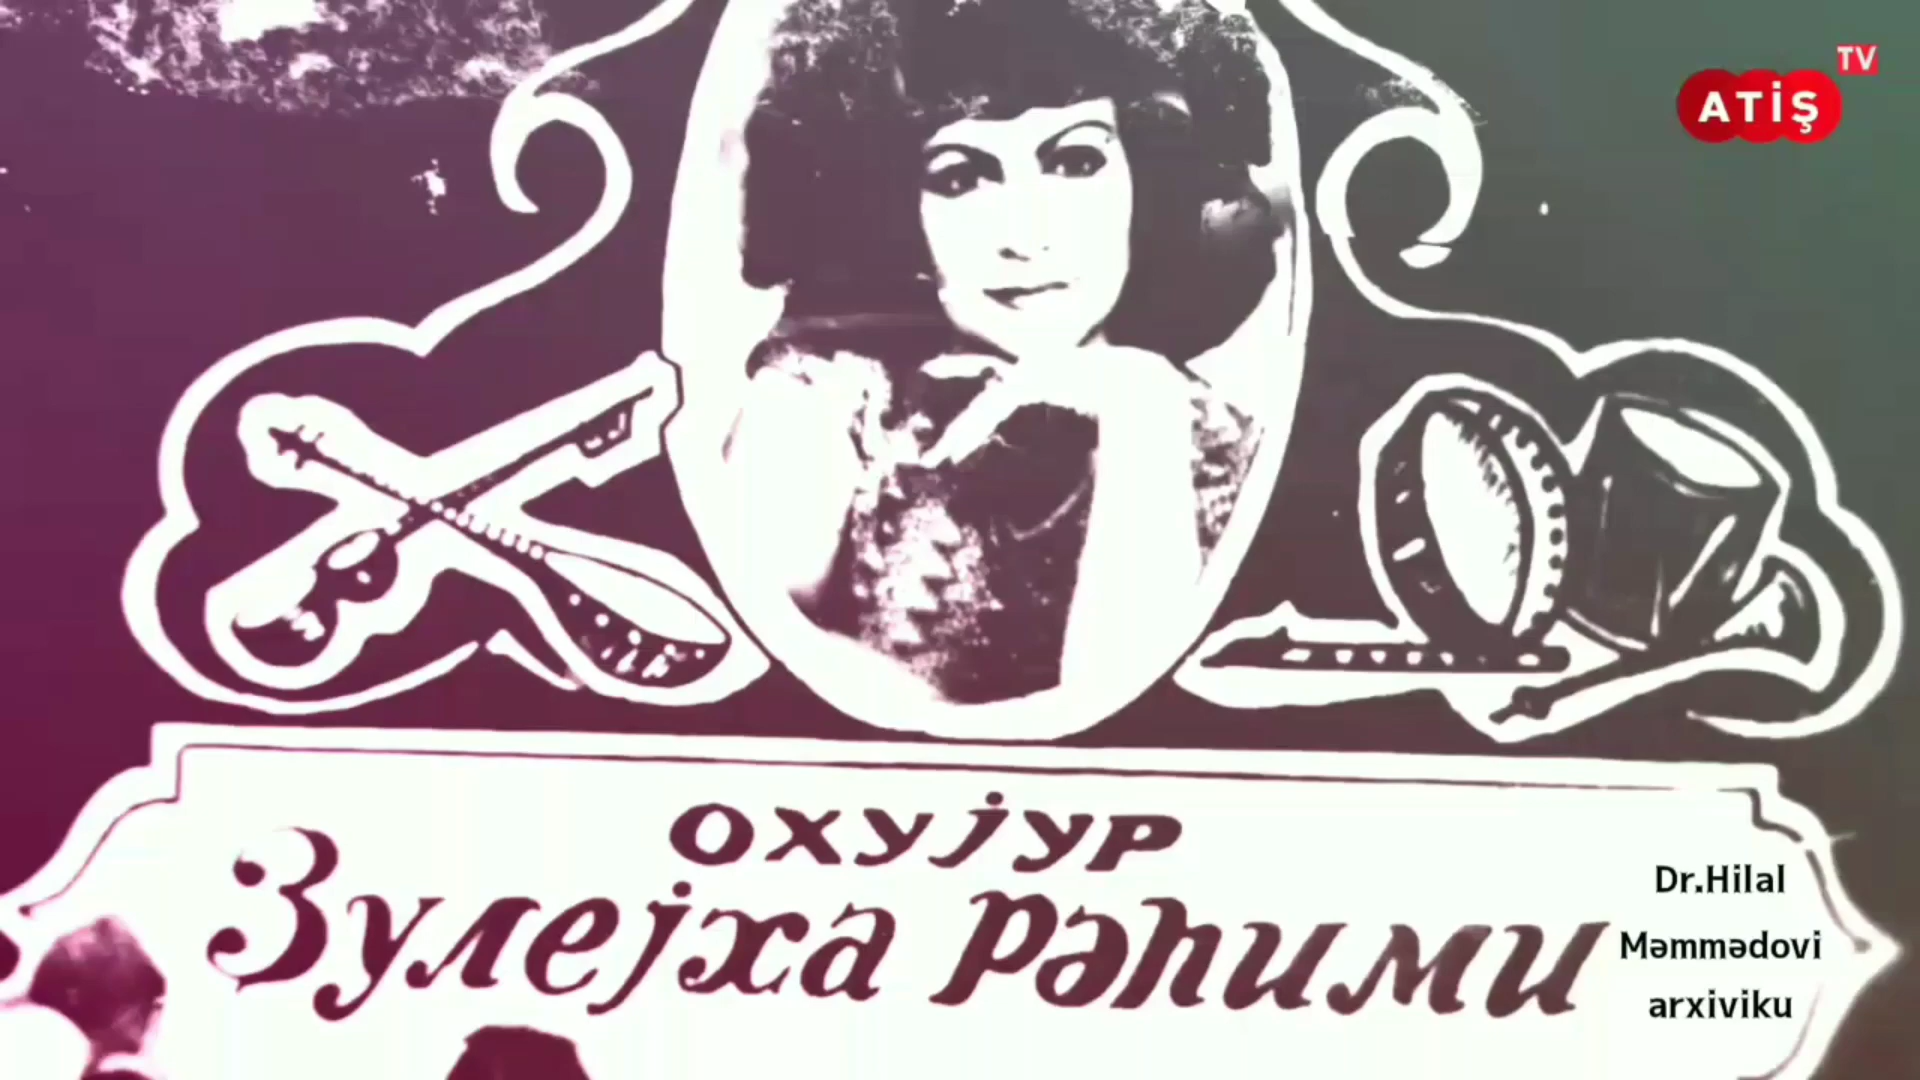 TV
ATİŞ
охујур
Зулејха Рәһими
Dr.Hilal
Məmmədovi
arxiviku